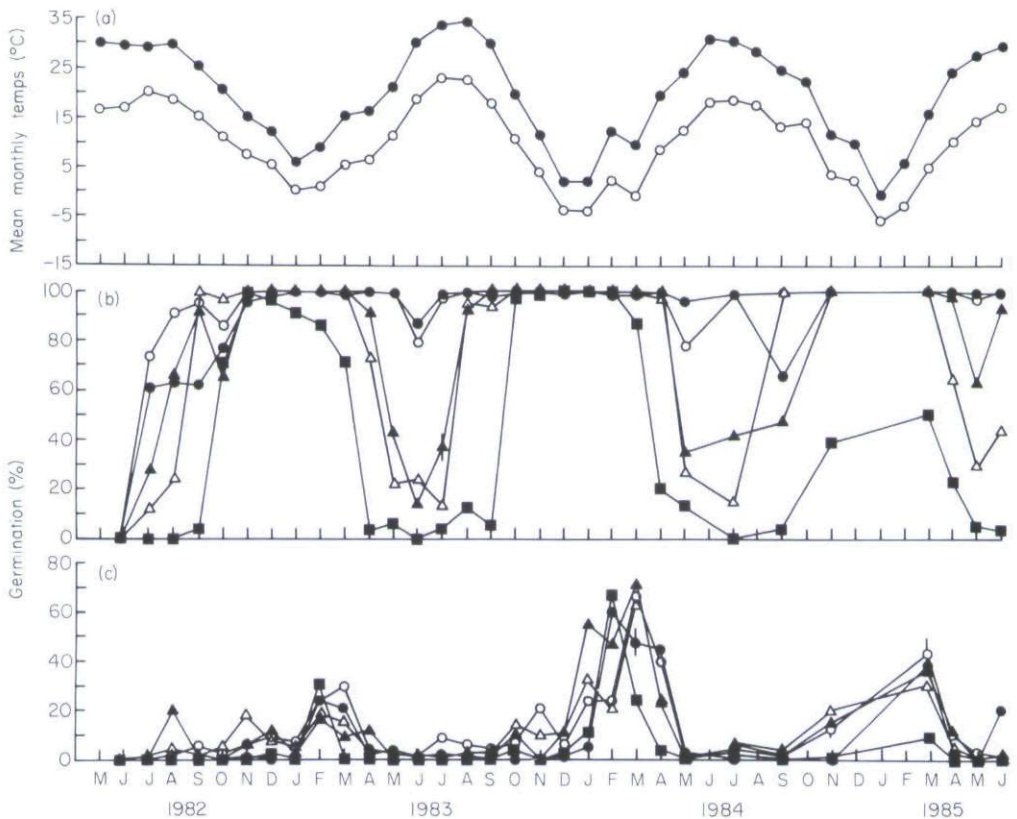 (a)
35
25
15
5
-5
-15
Mean monthly temps (°C)
(b)
100
80
60
40
20
0
Germination (%)
(c)
80
60
40
20
0
M J J A S O N D J F M A M J J A S O N D J F M A M J J A S O N D J F M A M J
1982 1983 1984 1985